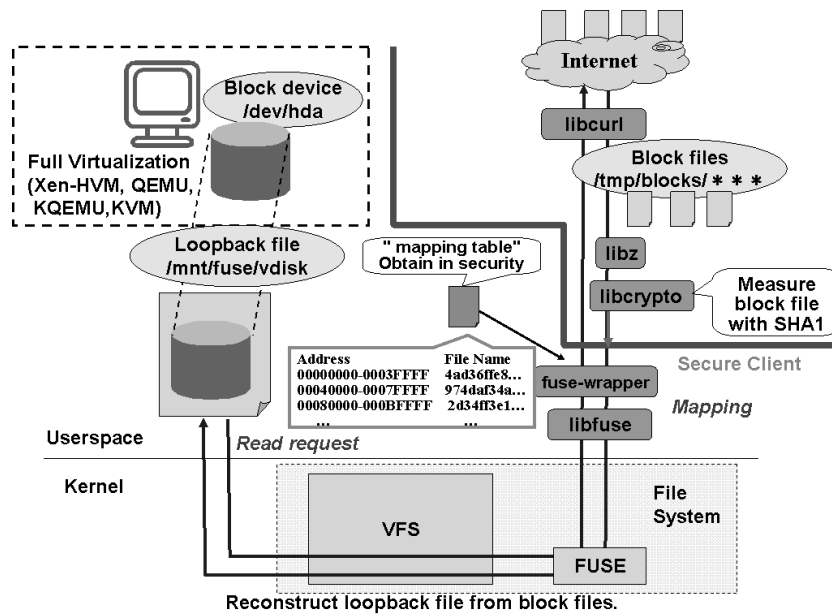 Internet
Block device
/dev/hda
libcurl
Full Virtualization
(Xen-HVM, QEMU,
KQEMU,KVM)
Block files
/tmp/blocks/ * * *
Loopback file
/mnt/fuse/vdisk
" mapping table"
Obtain in security
libz
libcrypto
Measure
block file
with SHA1
Address File Name
00000000-0003FFFF 4ad36ffe8...
00040000-0007FFFF 974daf34a...
00080000-000BFFFF 2d34ff3e1...
... ...
Secure Client
fuse-wrapper
Mapping
libfuse
Userspace
Read request
Kernel
VFS
File
System
FUSE
Reconstruct loopback file from block files.